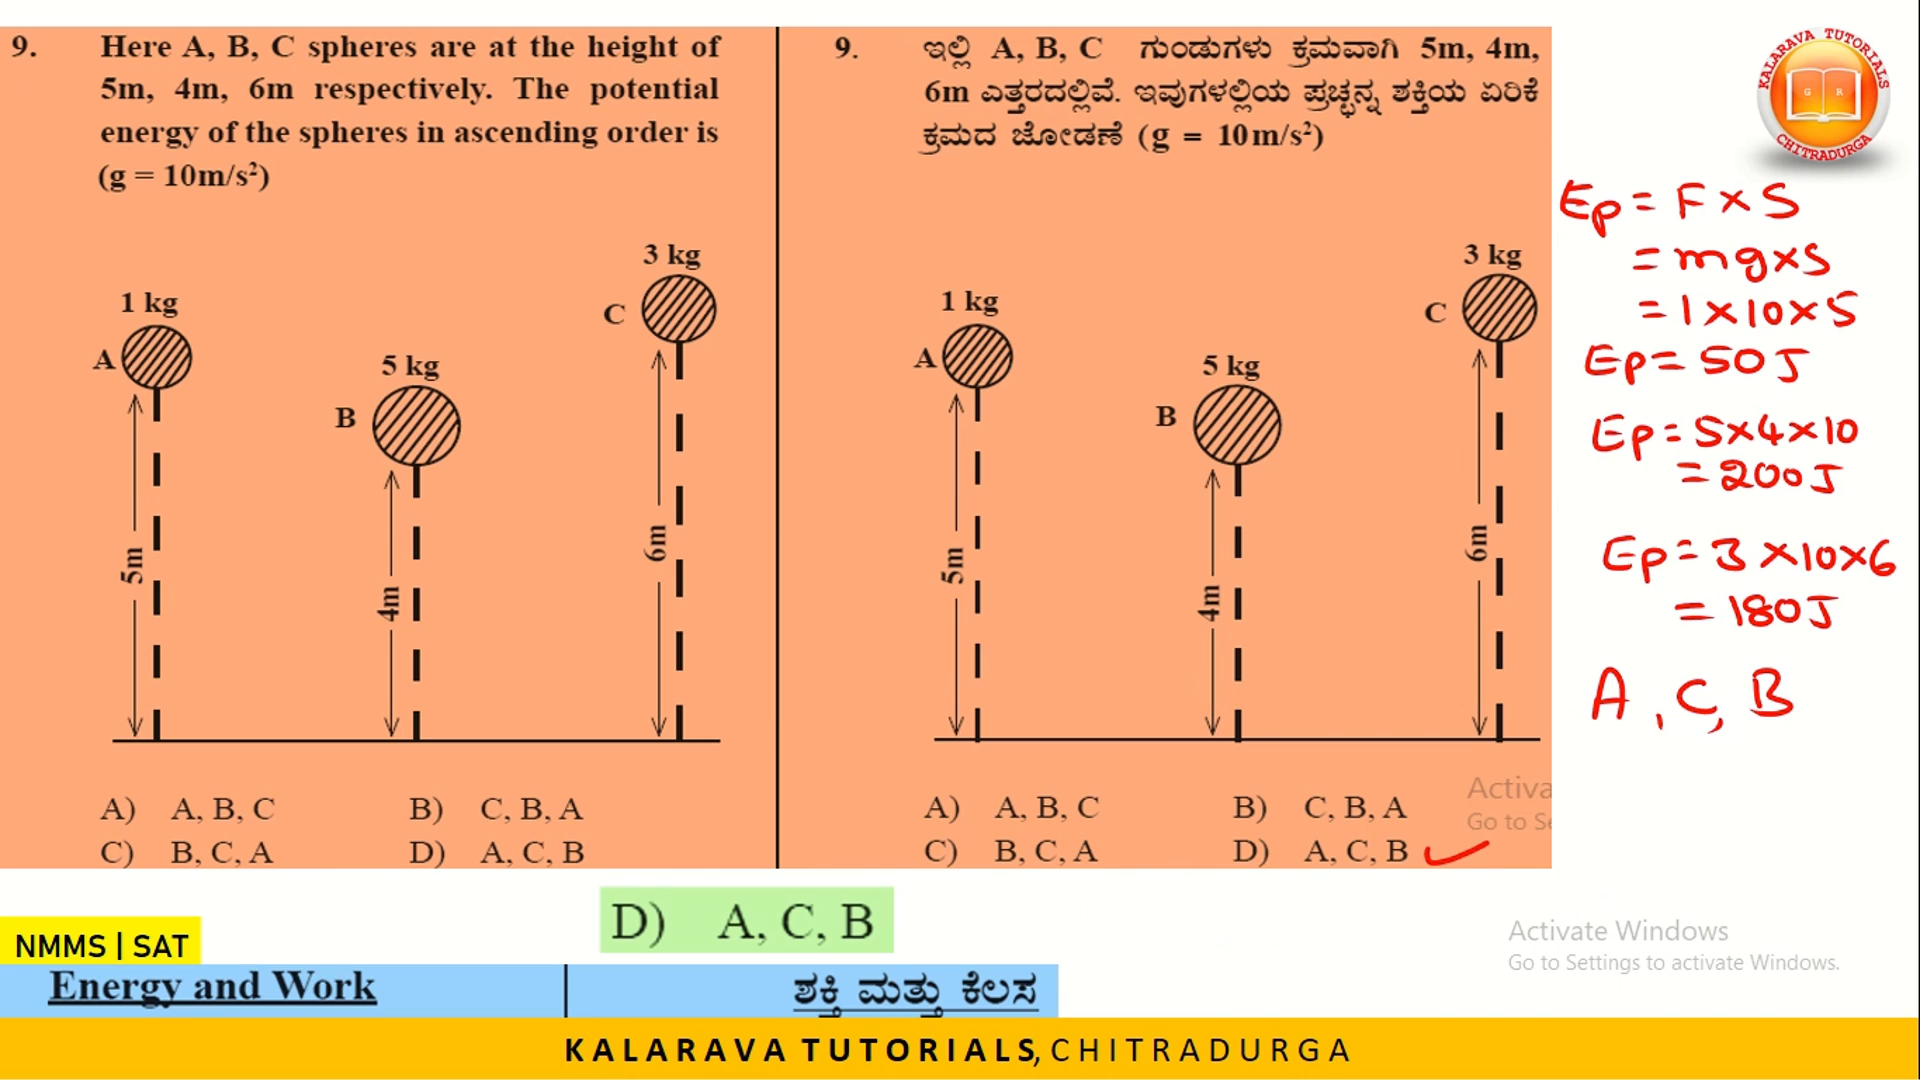 9. Here A, B, C spheres are at the height of
5m, 4m, 6m respectively. The potential
energy of the spheres in ascending order is
(g = 10m/s²)
3 kg
C
1 kg
A
5 kg
B
5m
4m
6m
A) A, B, C B) C, B, A
C) B, C, A D) A, C, B
9. ಇಲ್ಲಿ A, B, C ಗುಂಡುಗಳು ಕ್ರಮವಾಗಿ 5m, 4m,
6m ಎತ್ತರದಲ್ಲಿವೆ. ಇವುಗಳಲ್ಲಿಯ ಪ್ರಚ್ಛನ್ನ ಶಕ್ತಿಯ ಏರಿಕೆ
ಕ್ರಮದ ಜೋಡಣೆ (g = 10m/s²)
3 kg
C
1 kg
A
5 kg
B
5m
4m
6m
A) A, B, C B) C, B, A
C) B, C, A D) A, C, B
KALARAVA TUTORIALS
G R
CHITRADURGA
Ep = F × S
= mg×S
= 1×10×5
Ep = 50J
Ep = 5×4×10
= 200J
Ep = 3×10×6
= 180J
A, C, B
Activa
Go to Se
D) A, C, B
Activate Windows
Go to Settings to activate Windows.
NMMS | SAT
Energy and Work
ಶಕ್ತಿ ಮತ್ತು ಕೆಲಸ
KALARAVA TUTORIALS, CHITRADURGA